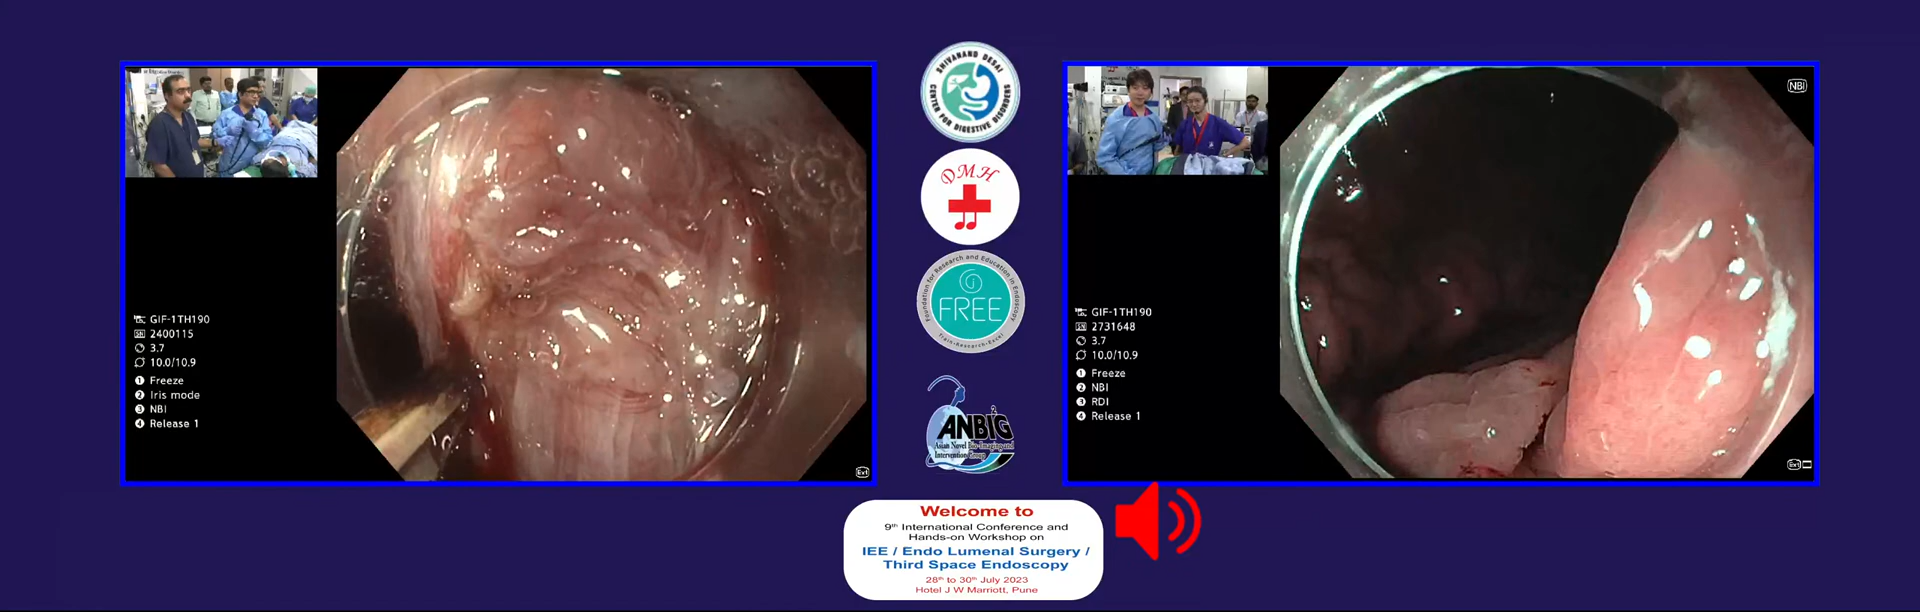 GIF-1TH190
2400115
3.7
10.0/10.9
1 Freeze
2 Iris mode
3 NBI
4 Release 1
Ext
SHIVANAND DESAI
CENTER FOR DIGESTIVE DISORDERS
DMH
Foundation for Research and Education in Endoscopy
FREE
Train-Research-Excel
2
ANBIG
Asian Novel Bio-Imaging and
Intervention Group
NBI
GIF-1TH190
2731648
3.7
10.0/10.9
1 Freeze
2 NBI
3 RDI
4 Release 1
Ext
Welcome to
9th International Conference and
Hands-on Workshop on
IEE / Endo Lumenal Surgery /
Third Space Endoscopy
28th to 30th July 2023
Hotel J W Marriott, Pune